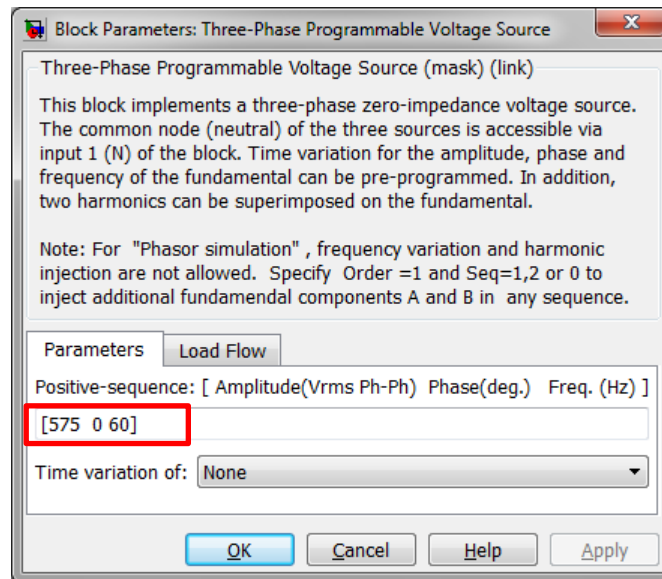 Block Parameters: Three-Phase Programmable Voltage Source
Three-Phase Programmable Voltage Source (mask) (link)
This block implements a three-phase zero-impedance voltage source.
The common node (neutral) of the three sources is accessible via
input 1 (N) of the block. Time variation for the amplitude, phase and
frequency of the fundamental can be pre-programmed. In addition,
two harmonics can be superimposed on the fundamental.
Note: For "Phasor simulation" , frequency variation and harmonic
injection are not allowed. Specify Order =1 and Seq=1,2 or 0 to
inject additional fundamendal components A and B in any sequence.
Parameters Load Flow
Positive-sequence: [ Amplitude(Vrms Ph-Ph) Phase(deg.) Freq. (Hz) ]
[575 0 60]
Time variation of: None
OK Cancel Help Apply